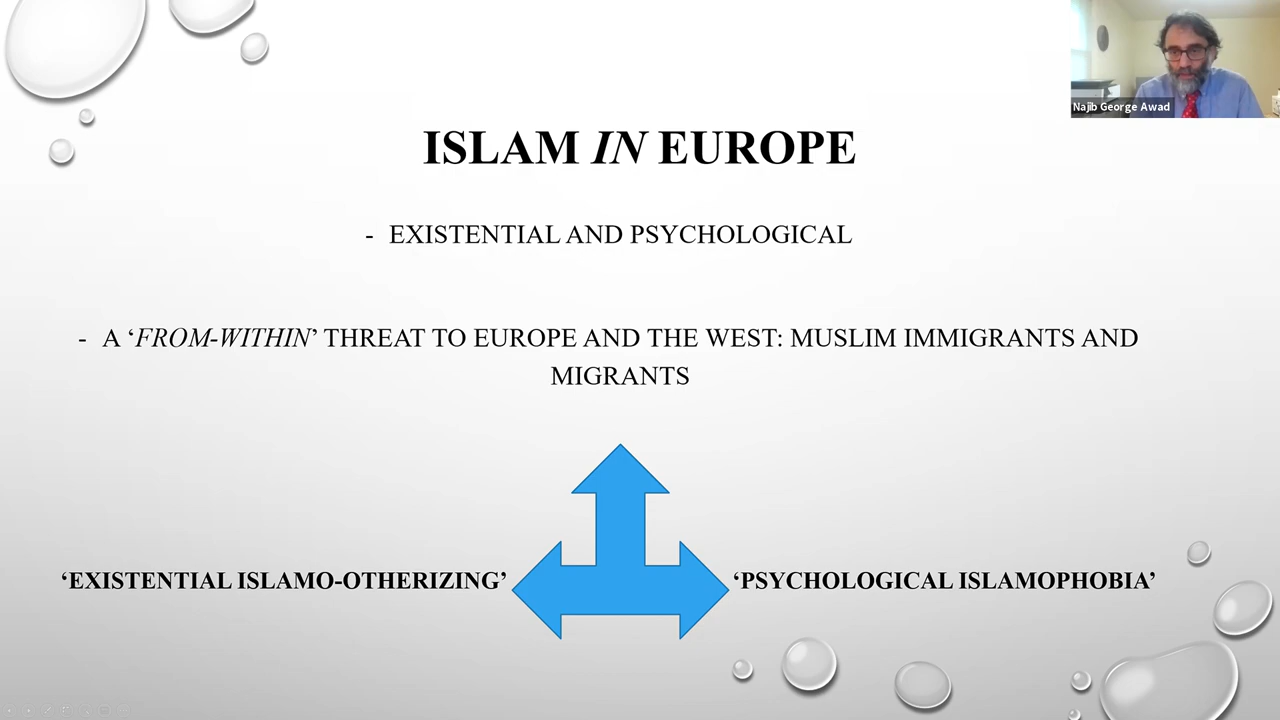 Najib George Awad
ISLAM IN EUROPE
- EXISTENTIAL AND PSYCHOLOGICAL
- A ‘FROM-WITHIN’ THREAT TO EUROPE AND THE WEST: MUSLIM IMMIGRANTS AND
MIGRANTS
‘EXISTENTIAL ISLAMO-OTHERIZING’
‘PSYCHOLOGICAL ISLAMOPHOBIA’